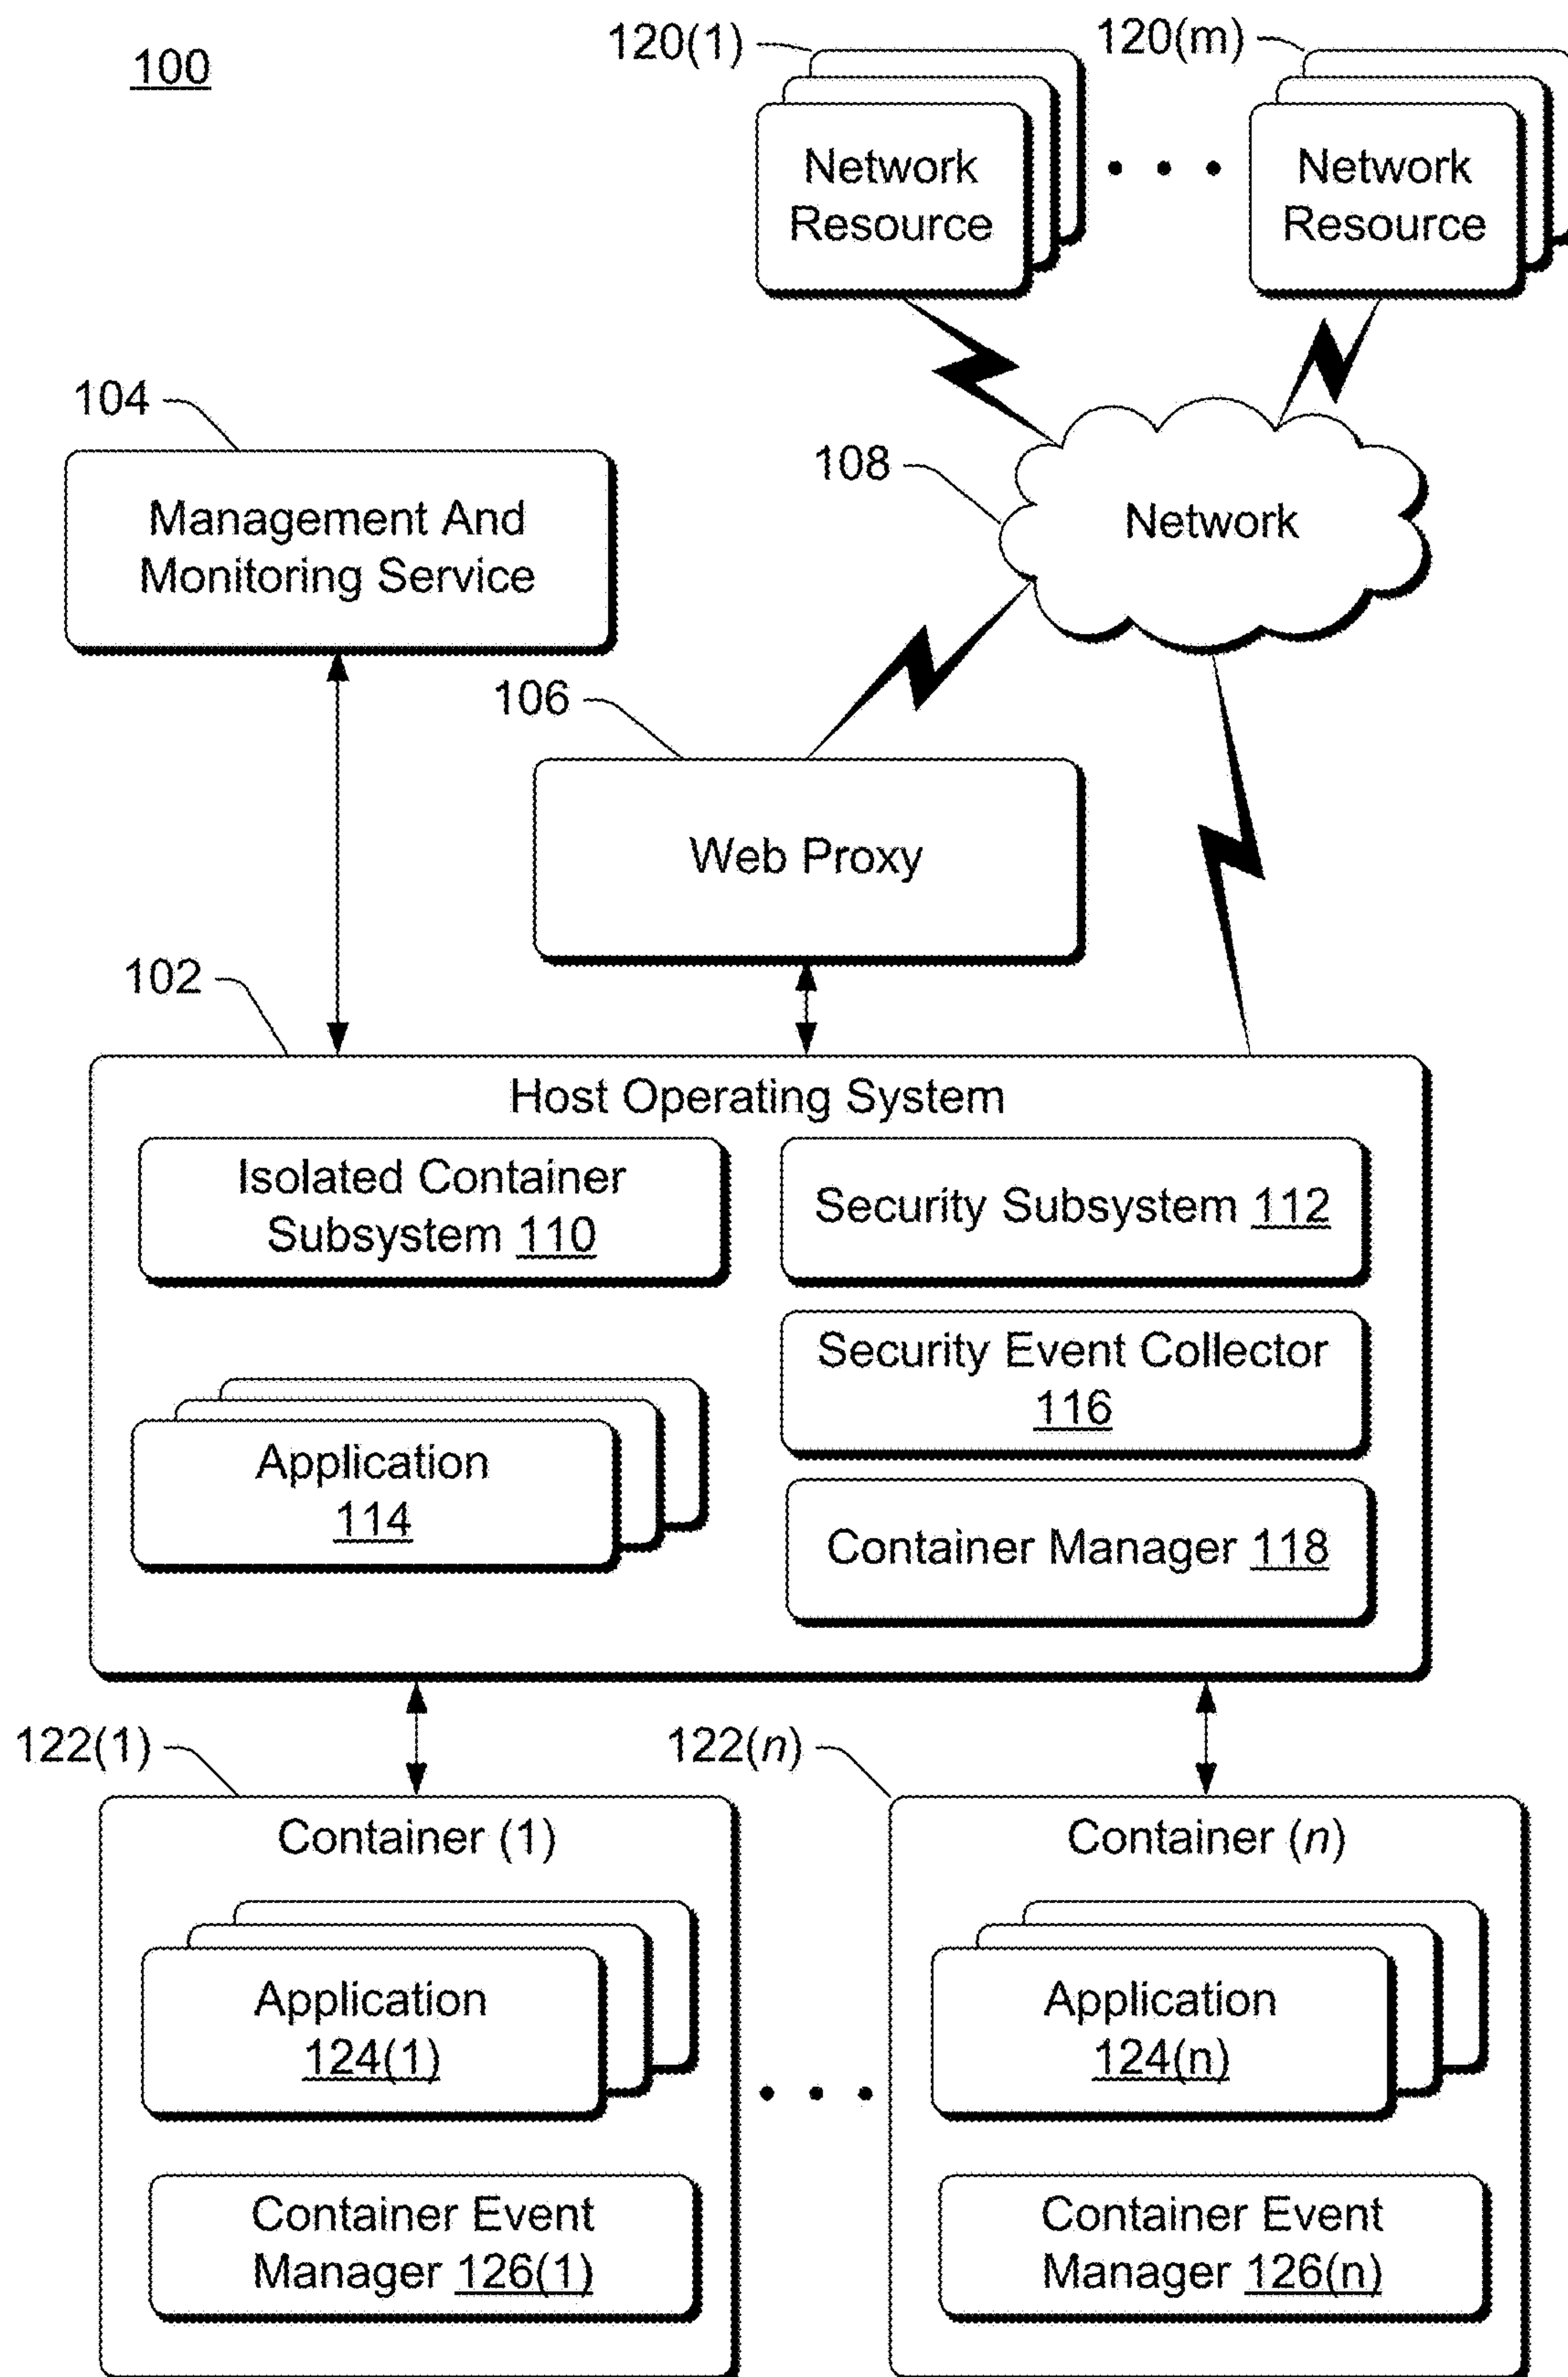 100
120(1)
120(m)
Network
Resource
Network
Resource
104
Management And
Monitoring Service
108
Network
106
Web Proxy
102
Host Operating System
Isolated Container
Subsystem 110
Security Subsystem 112
Security Event Collector
116
Application
114
Container Manager 118
122(1)
122(n)
Container (1)
Application
124(1)
Container Event
Manager 126(1)
Container (n)
Application
124(n)
Container Event
Manager 126(n)